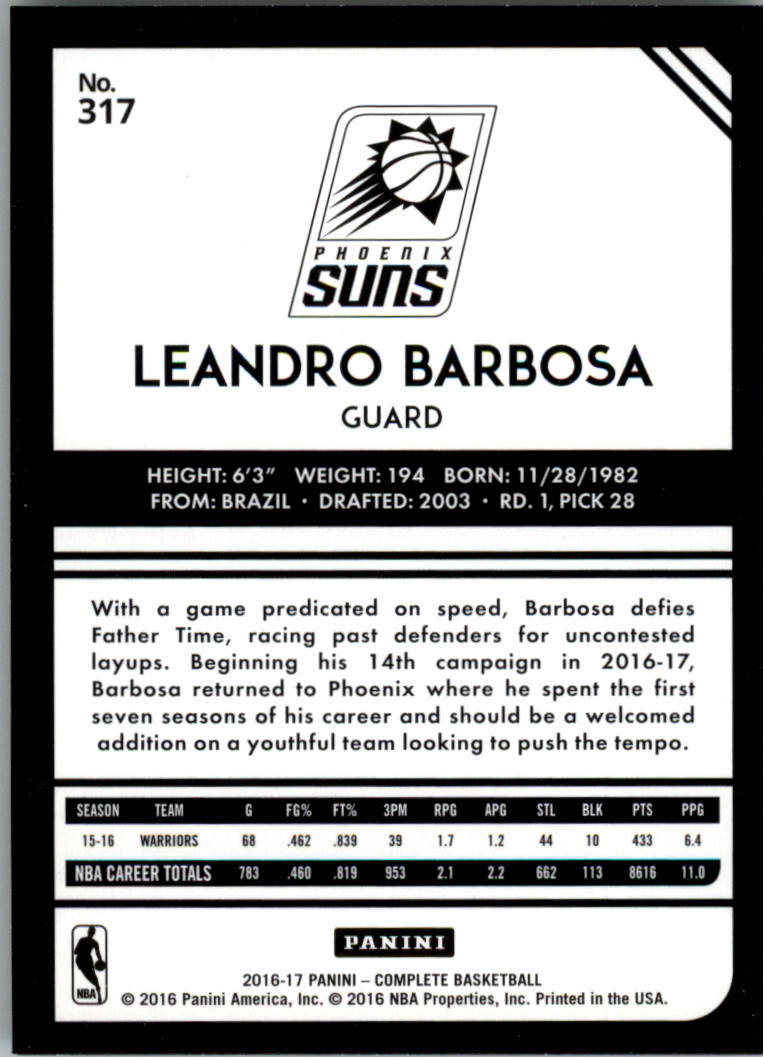 No.
317
PHOENIX
SUNS
LEANDRO BARBOSA
GUARD
HEIGHT: 6'3" WEIGHT: 194 BORN: 11/28/1982
FROM: BRAZIL • DRAFTED: 2003 • RD. 1, PICK 28
With a game predicated on speed, Barbosa defies
Father Time, racing past defenders for uncontested
layups. Beginning his 14th campaign in 2016-17,
Barbosa returned to Phoenix where he spent the first
seven seasons of his career and should be a welcomed
addition on a youthful team looking to push the tempo.
SEASON TEAM G FG% FT% 3PM RPG APG STL BLK PTS PPG
15-16 WARRIORS 68 .462 .839 39 1.7 1.2 44 10 433 6.4
NBA CAREER TOTALS 783 .460 .819 953 2.1 2.2 662 113 8616 11.0
PANINI
NBA
2016-17 PANINI – COMPLETE BASKETBALL
© 2016 Panini America, Inc. © 2016 NBA Properties, Inc. Printed in the USA.